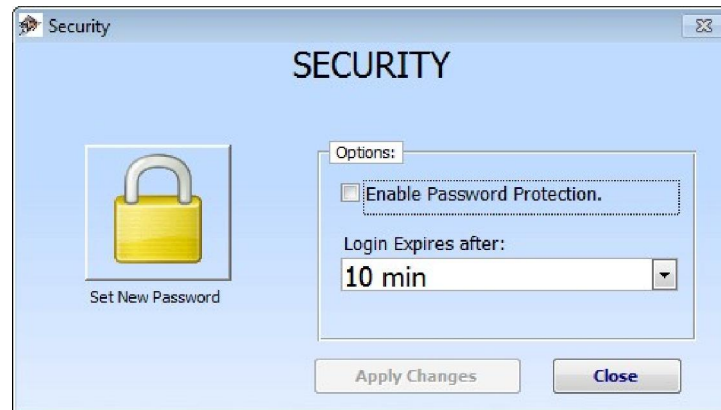 Security
SECURITY
Options:
Enable Password Protection.
Login Expires after:
10 min
Set New Password
Apply Changes
Close